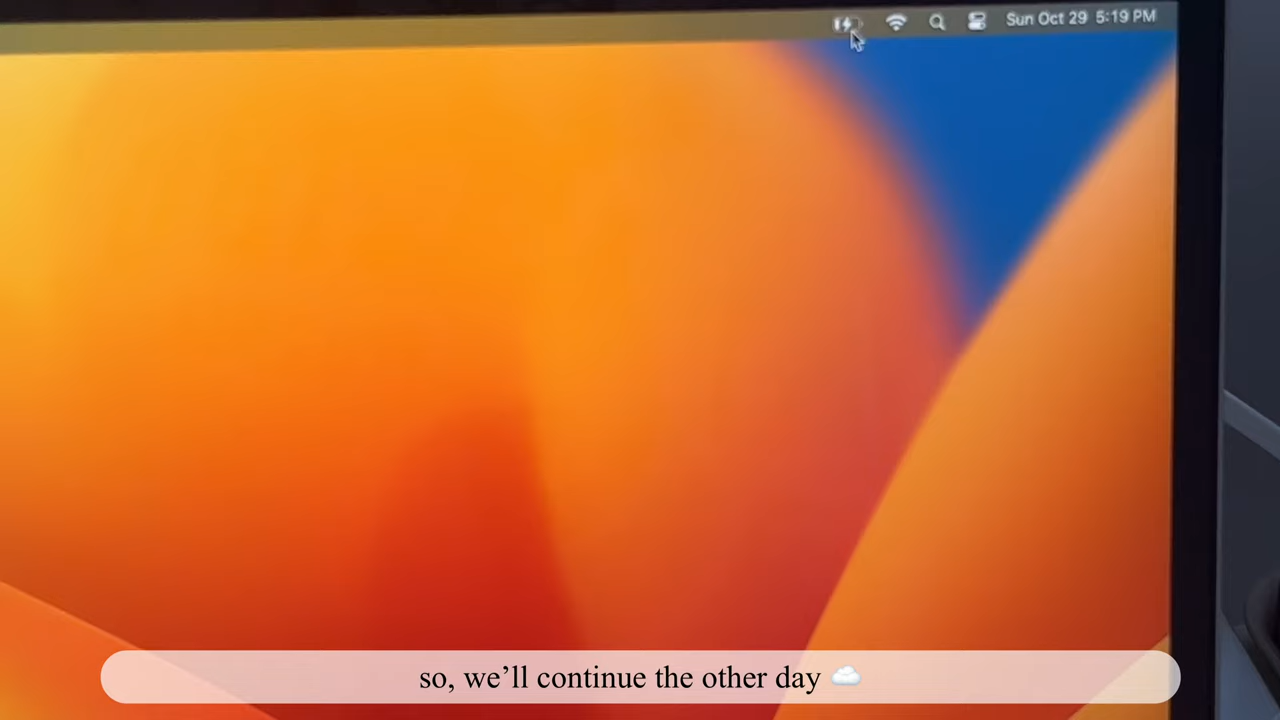 Sun Oct 29 5:19 PM
so, we’ll continue the other day ☁️